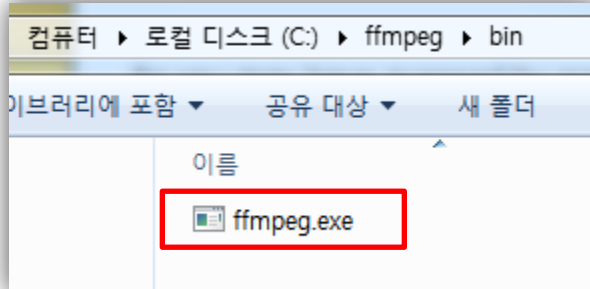 컴퓨터 ▶ 로컬 디스크 (C:) ▶ ffmpeg ▶ bin
이브러리에 포함 ▼ 공유 대상 ▼ 새 폴더
이름
ffmpeg.exe